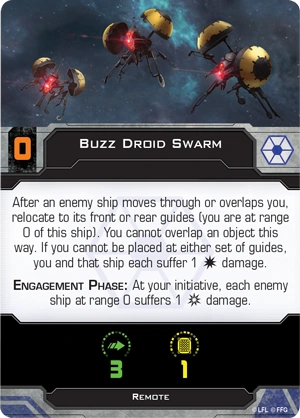 0
BUZZ DROID SWARM
After an enemy ship moves through or overlaps you,
relocate to its front or rear guides (you are at range
0 of this ship). You cannot overlap an object this
way. If you cannot be placed at either set of guides,
you and that ship each suffer 1 damage.
ENGAGEMENT PHASE: At your initiative, each enemy
ship at range 0 suffers 1 damage.
3 1
REMOTE
©LFL ©FFG